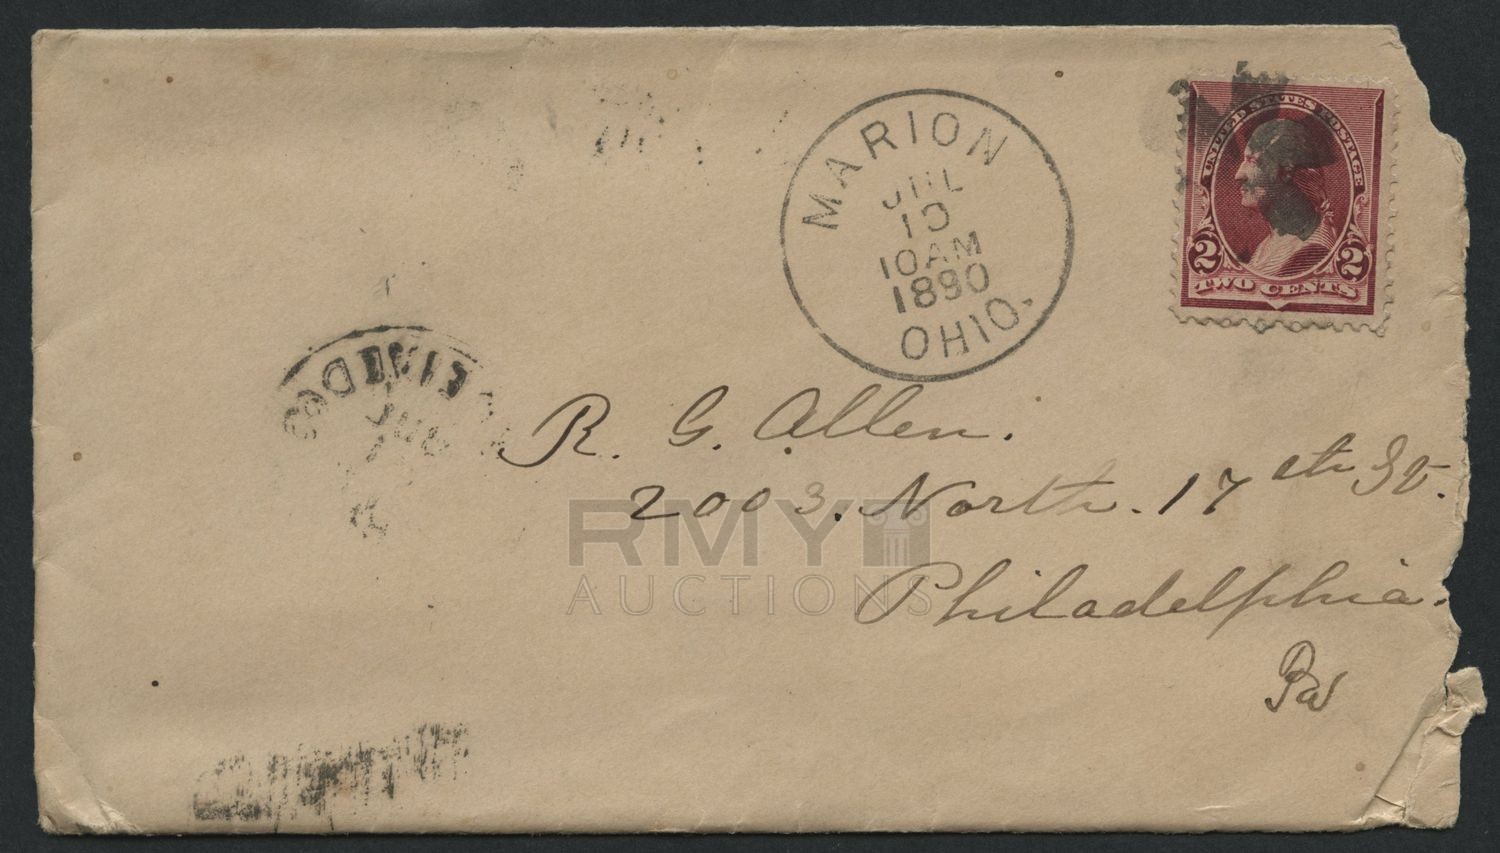 MARION
JUL
10
10AM
1890
OHIO.
UNITED STATES POSTAGE
2 2
TWO CENTS
R. G. Allen.
2003. North. 17th St.
Philadelphia.
Pa
RMY
AUCTIONS